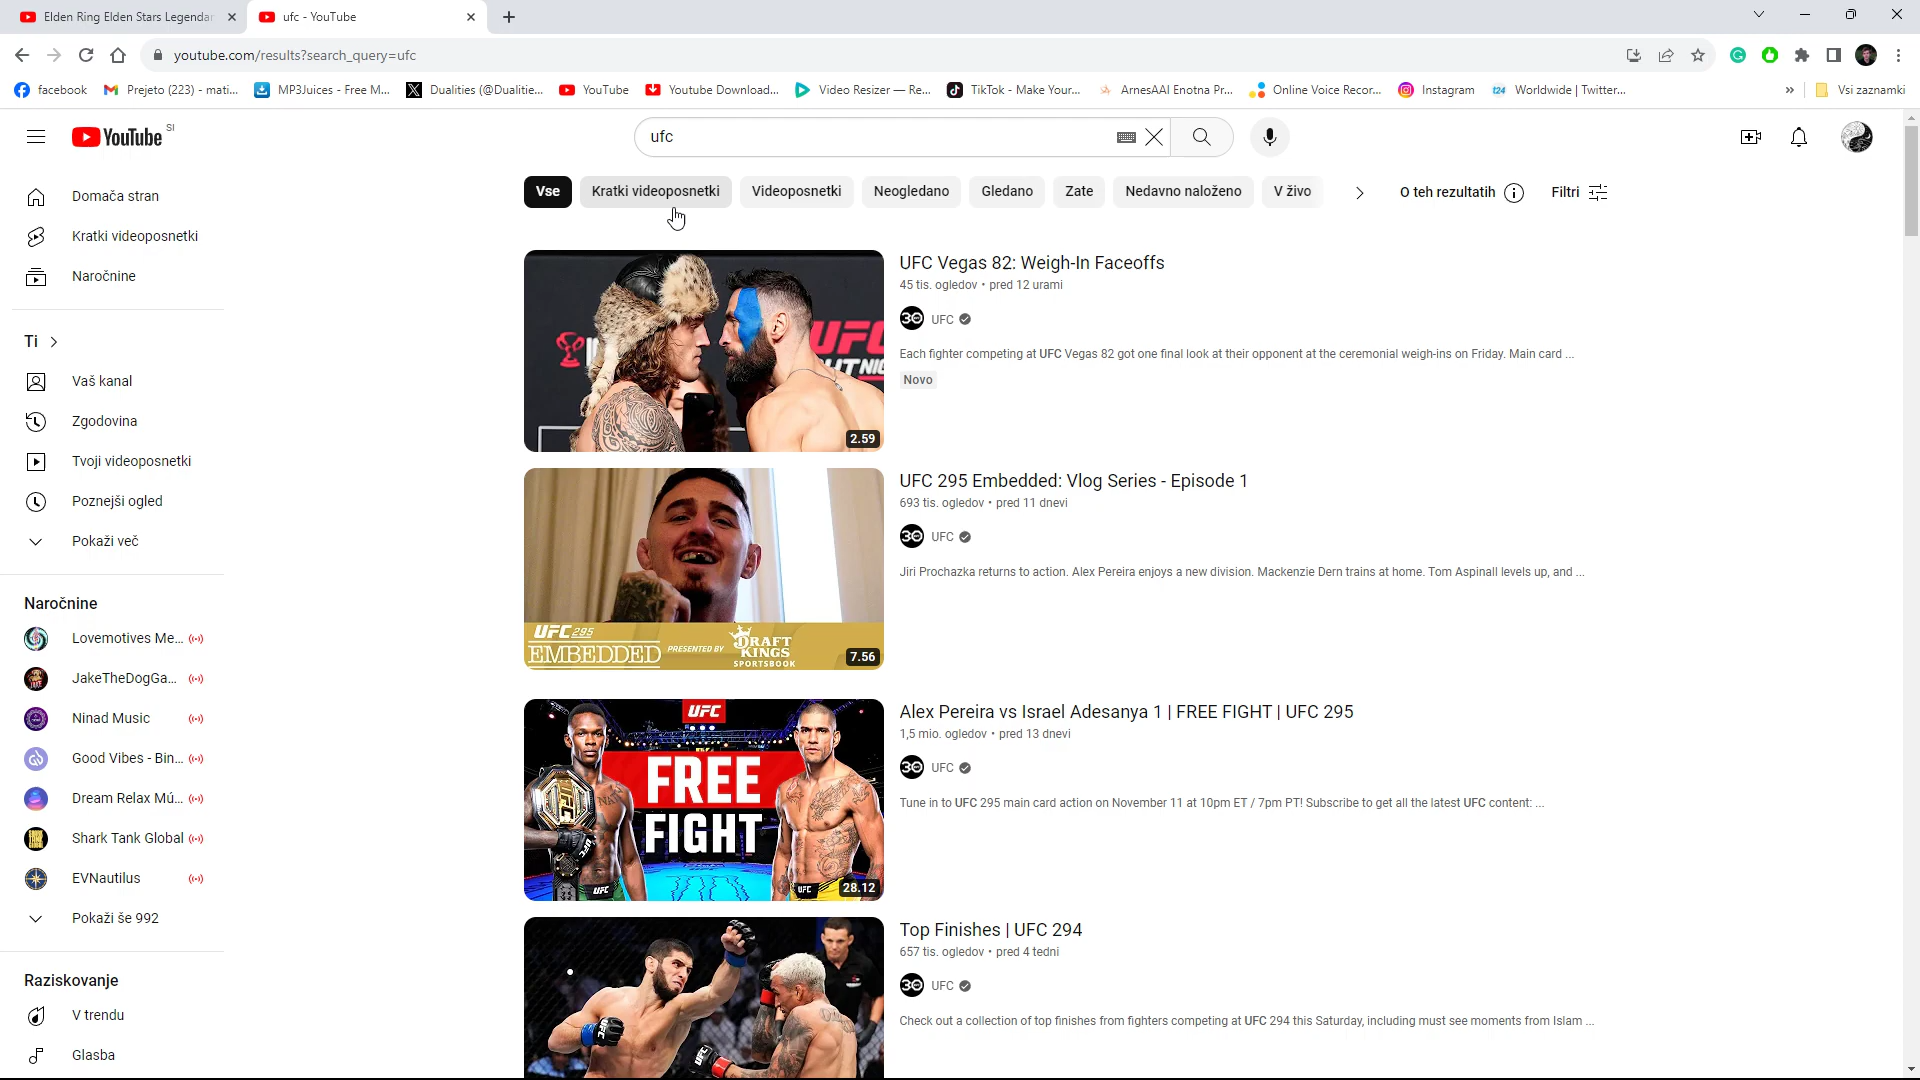 Elden Ring Elden Stars Legendar
ufc - YouTube
youtube.com/results?search_query=ufc
facebook
Prejeto (223) - mati...
MP3Juices - Free M...
Dualities (@Dualitie...
YouTube
Youtube Download...
Video Resizer — Re...
TikTok - Make Your...
ArnesAAI Enotna Pr...
Online Voice Recor...
Instagram
t24 Worldwide | Twitter...
»
Vsi zaznamki
YouTube SI
ufc
Vse
Kratki videoposnetki
Videoposnetki
Neogledano
Gledano
Zate
Nedavno naloženo
V živo
O teh rezultatih
Filtri
Domača stran
Kratki videoposnetki
Naročnine
Ti
Vaš kanal
Zgodovina
Tvoji videoposnetki
Poznejši ogled
Pokaži več
Naročnine
Lovemotives Me...
JakeTheDogGa...
Ninad Music
Good Vibes - Bin...
Dream Relax Mú...
Shark Tank Global
EVNautilus
Pokaži še 992
Raziskovanje
V trendu
Glasba
UFC
2.59
UFC Vegas 82: Weigh-In Faceoffs
45 tis. ogledov • pred 12 urami
UFC
Each fighter competing at UFC Vegas 82 got one final look at their opponent at the ceremonial weigh-ins on Friday. Main card ...
Novo
UFC 295
EMBEDDED
PRESENTED BY
DRAFT
KINGS
SPORTSBOOK
7.56
UFC 295 Embedded: Vlog Series - Episode 1
693 tis. ogledov • pred 11 dnevi
UFC
Jiri Prochazka returns to action. Alex Pereira enjoys a new division. Mackenzie Dern trains at home. Tom Aspinall levels up, and ...
UFC
FREE
FIGHT
UFC
UFC
28.12
Alex Pereira vs Israel Adesanya 1 | FREE FIGHT | UFC 295
1,5 mio. ogledov • pred 13 dnevi
UFC
Tune in to UFC 295 main card action on November 11 at 10pm ET / 7pm PT! Subscribe to get all the latest UFC content: ...
UFC
UFC
Top Finishes | UFC 294
657 tis. ogledov • pred 4 tedni
UFC
Check out a collection of top finishes from fighters competing at UFC 294 this Saturday, including must see moments from Islam ...